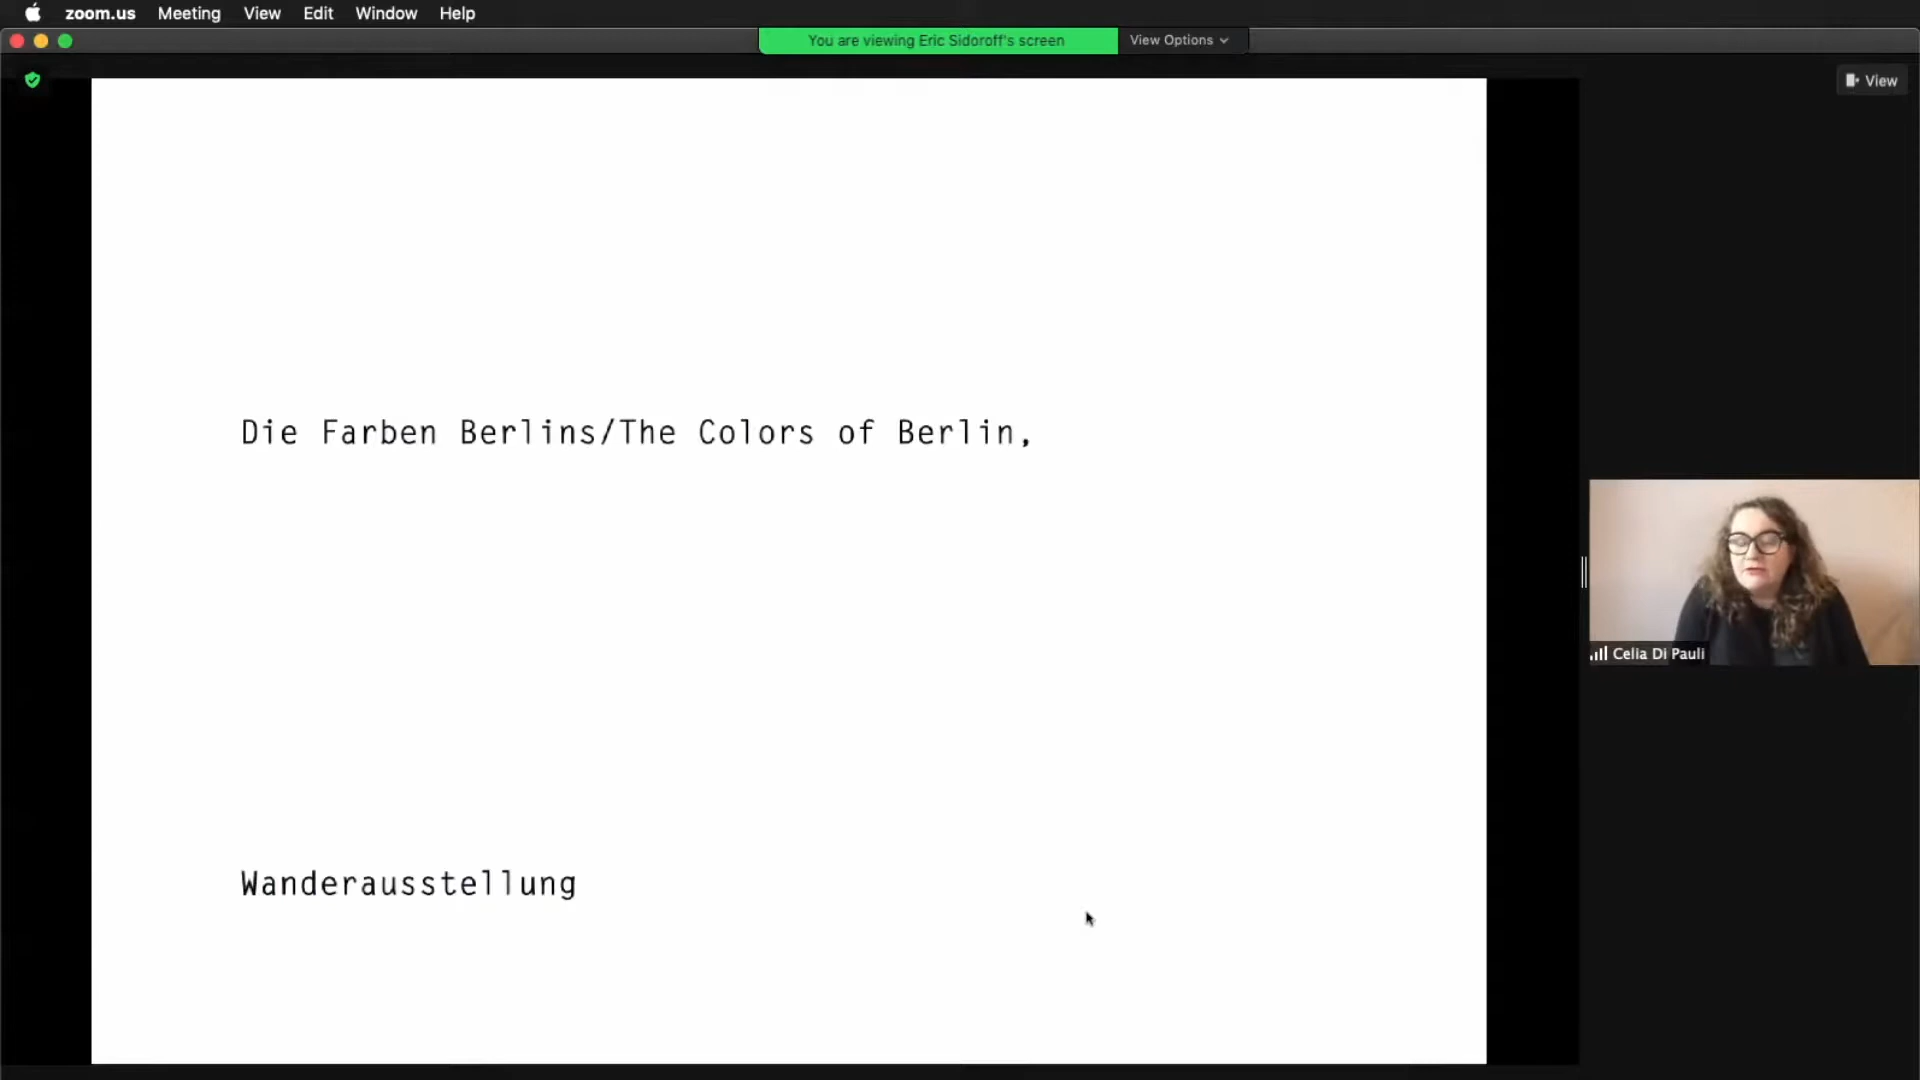 zoom.us Meeting View Edit Window Help
You are viewing Eric Sidoroff's screen View Options
View
Die Farben Berlins/The Colors of Berlin,
Celia Di Pauli
Wanderausstellung